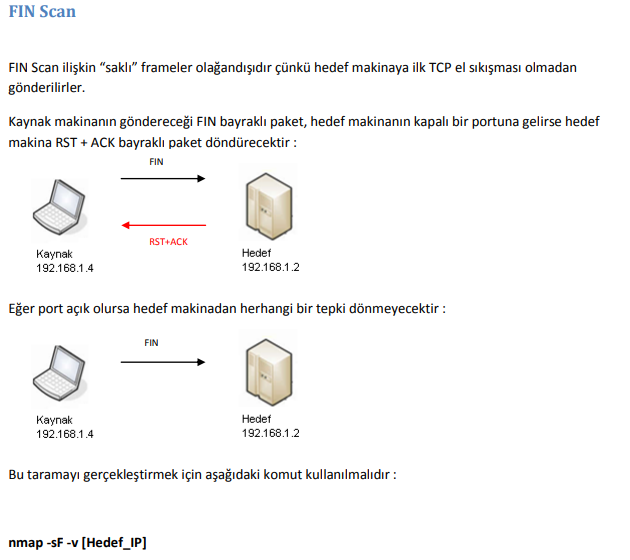 FIN Scan
FIN Scan ilişkin “saklı” frameler olağandışıdır çünkü hedef makinaya ilk TCP el sıkışması olmadan
gönderilirler.
Kaynak makinanın göndereceği FIN bayraklı paket, hedef makinanın kapalı bir portuna gelirse hedef
makina RST + ACK bayraklı paket döndürecektir :
FIN
RST+ACK
Kaynak
192.168.1.4
Hedef
192.168.1.2
Eğer port açık olursa hedef makinadan herhangi bir tepki dönmeyecektir :
FIN
Kaynak
192.168.1.4
Hedef
192.168.1.2
Bu taramayı gerçekleştirmek için aşağıdaki komut kullanılmalıdır :
nmap -sF -v [Hedef_IP]